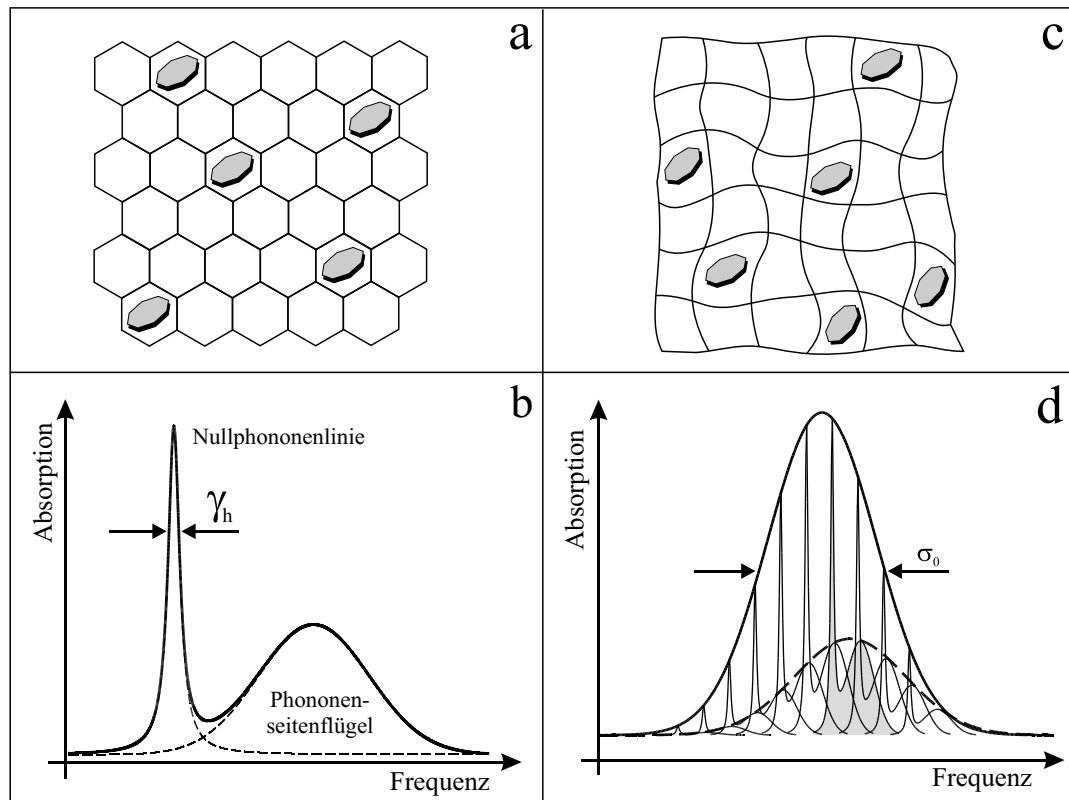 a
c
b
Absorption
Nullphononenlinie
γh
Phononen-
seitenflügel
Frequenz
d
Absorption
σ0
Frequenz